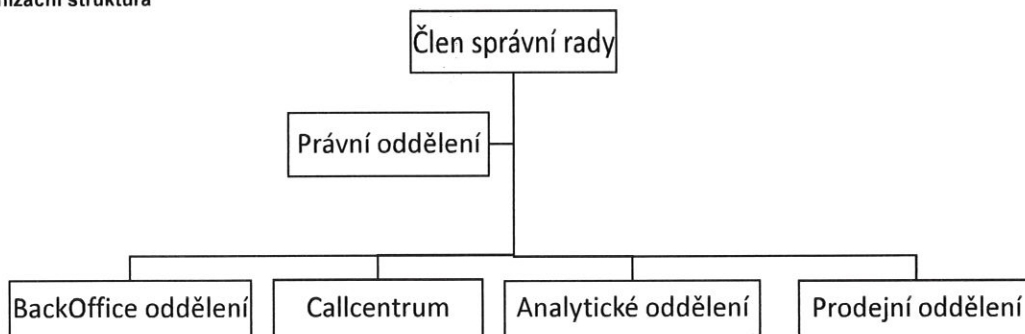 Člen správní rady
Právní oddělení
BackOffice oddělení
Callcentrum
Analytické oddělení
Prodejní oddělení